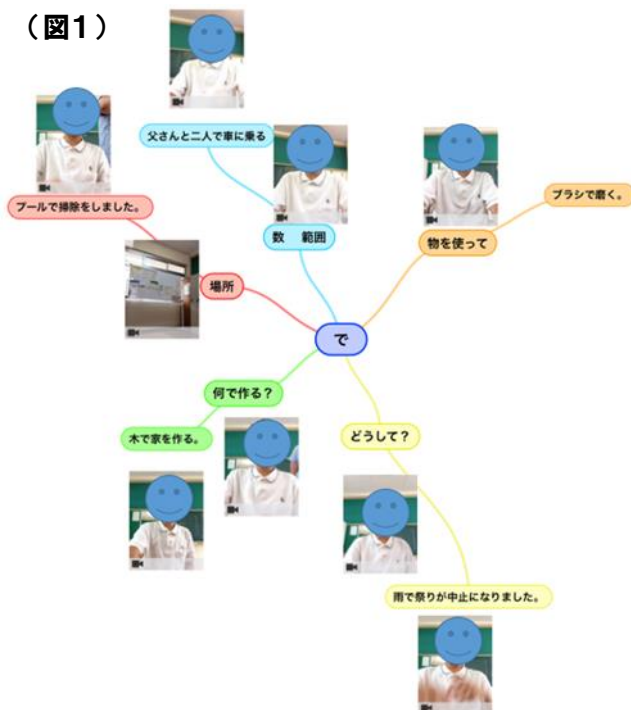 （図1）
父さんと二人で車に乗る
数　範囲
プールで掃除をしました。
場所
ブラシで磨く。
物を使って
で
何で作る？
木で家を作る。
どうして？
雨で祭りが中止になりました。